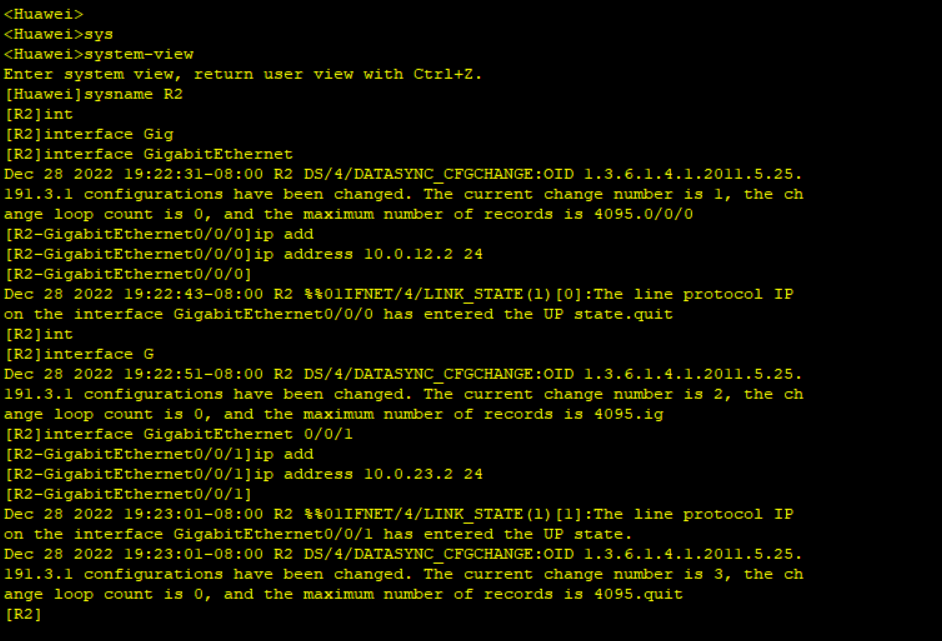 <Huawei>
<Huawei>sys
<Huawei>system-view
Enter system view, return user view with Ctrl+Z.
[Huawei]sysname R2
[R2]int
[R2]interface Gig
[R2]interface GigabitEthernet
Dec 28 2022 19:22:31-08:00 R2 DS/4/DATASYNC_CFGCHANGE:OID 1.3.6.1.4.1.2011.5.25.
191.3.1 configurations have been changed. The current change number is 1, the ch
ange loop count is 0, and the maximum number of records is 4095.0/0/0
[R2-GigabitEthernet0/0/0]ip add
[R2-GigabitEthernet0/0/0]ip address 10.0.12.2 24
[R2-GigabitEthernet0/0/0]
Dec 28 2022 19:22:43-08:00 R2 %%01IFNET/4/LINK_STATE(l)[0]:The line protocol IP
on the interface GigabitEthernet0/0/0 has entered the UP state.quit
[R2]int
[R2]interface G
Dec 28 2022 19:22:51-08:00 R2 DS/4/DATASYNC_CFGCHANGE:OID 1.3.6.1.4.1.2011.5.25.
191.3.1 configurations have been changed. The current change number is 2, the ch
ange loop count is 0, and the maximum number of records is 4095.ig
[R2]interface GigabitEthernet 0/0/1
[R2-GigabitEthernet0/0/1]ip add
[R2-GigabitEthernet0/0/1]ip address 10.0.23.2 24
[R2-GigabitEthernet0/0/1]
Dec 28 2022 19:23:01-08:00 R2 %%01IFNET/4/LINK_STATE(l)[1]:The line protocol IP
on the interface GigabitEthernet0/0/1 has entered the UP state.
Dec 28 2022 19:23:01-08:00 R2 DS/4/DATASYNC_CFGCHANGE:OID 1.3.6.1.4.1.2011.5.25.
191.3.1 configurations have been changed. The current change number is 3, the ch
ange loop count is 0, and the maximum number of records is 4095.quit
[R2]